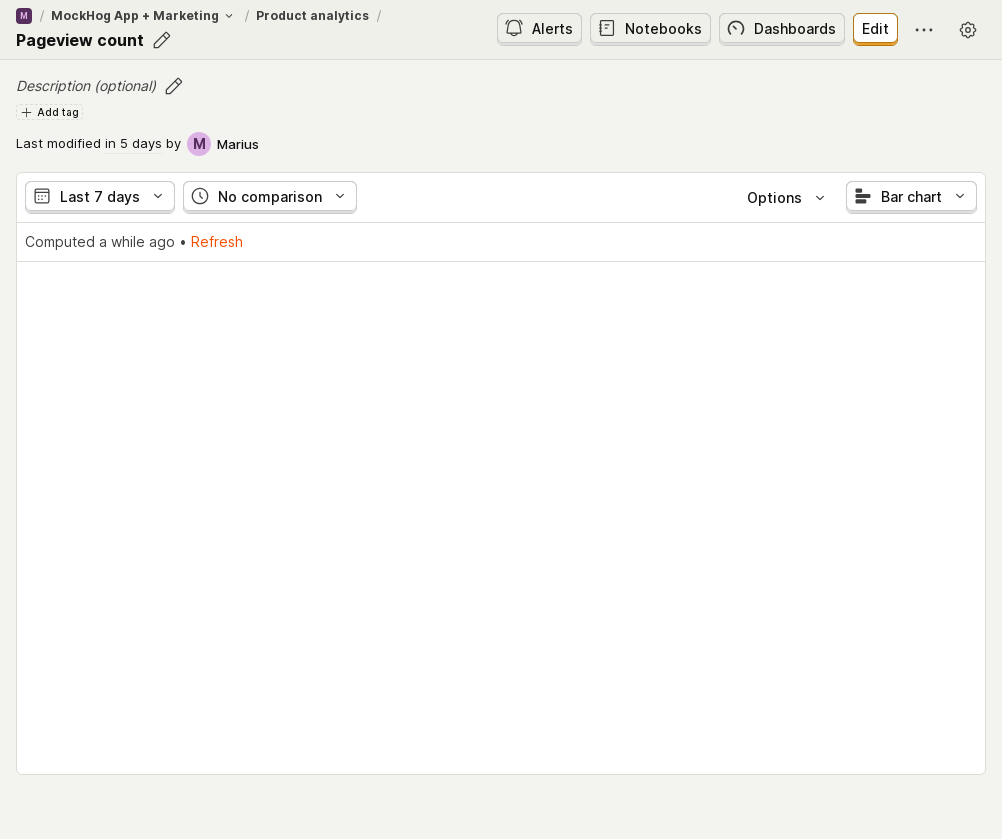 M / MockHog App + Marketing / Product analytics /
Pageview count
Alerts Notebooks Dashboards Edit
Description (optional)
Add tag
Last modified in 5 days by M Marius
Last 7 days No comparison Options Bar chart
Computed a while ago • Refresh